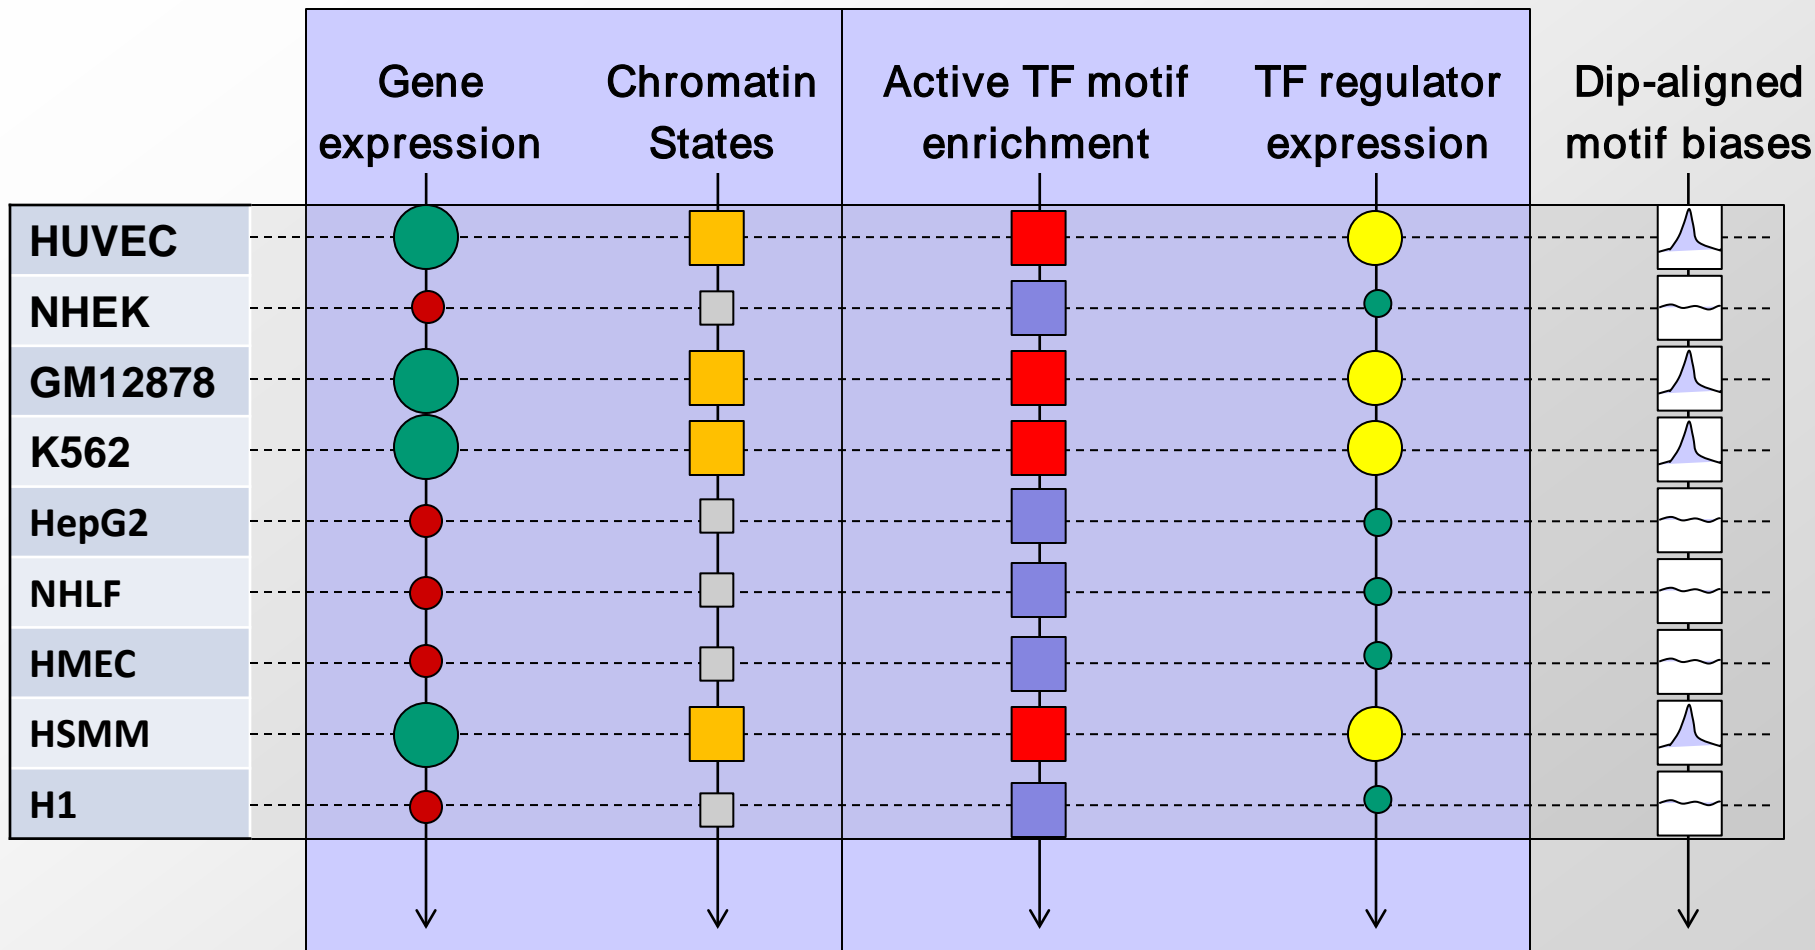 Gene
expression
Chromatin
States
Active TF motif
enrichment
TF regulator
expression
Dip-aligned
motif biases
HUVEC
NHEK
GM12878
K562
HepG2
NHLF
HMEC
HSMM
H1